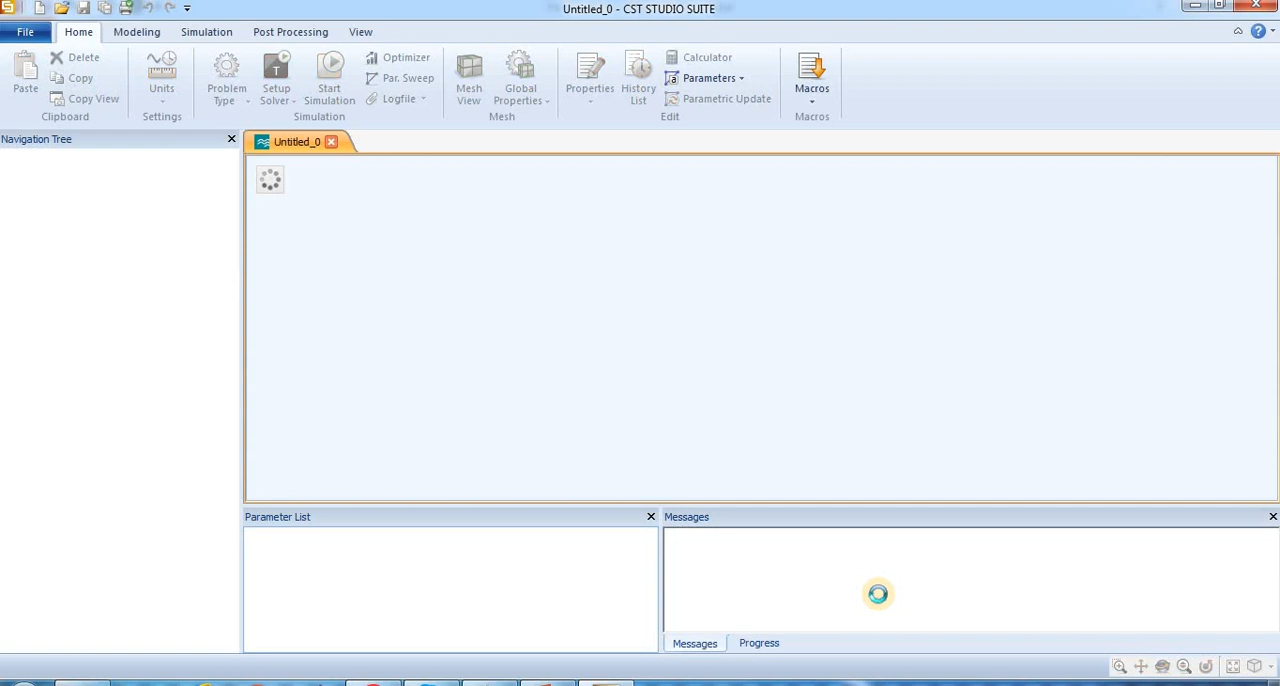 Untitled_0 - CST STUDIO SUITE
File Home Modeling Simulation Post Processing View
Paste
Delete
Copy
Copy View
Clipboard
Units
Settings
Problem Type
Setup Solver
Start Simulation
Optimizer
Par. Sweep
Logfile
Simulation
Mesh View
Global Properties
Mesh
Properties
History List
Calculator
Parameters
Parametric Update
Edit
Macros
Macros
Navigation Tree
Untitled_0
Parameter List
Messages
Messages Progress